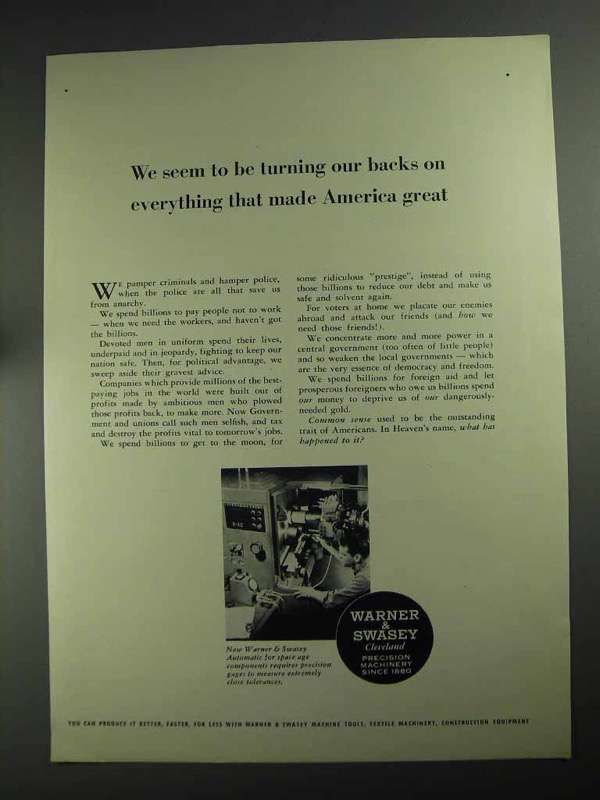 We seem to be turning our backs on
everything that made America great
WE pamper criminals and hamper police,
when the police are all that save us
from anarchy.
We spend billions to pay people not to work
— when we need the workers, and haven't got
the billions.
Devoted men in uniform spend their lives,
underpaid and in jeopardy, fighting to keep our
nation safe. Then, for political advantage, we
sweep aside their gravest advice.
Companies which provide millions of the best-
paying jobs in the world were built out of
profits made by ambitious men who plowed
those profits back, to make more. Now Govern-
ment and unions call such men selfish, and tax
and destroy the profits vital to tomorrow's jobs.
We spend billions to get to the moon, for
some ridiculous "prestige", instead of using
those billions to reduce our debt and make us
safe and solvent again.
For voters at home we placate our enemies
abroad and attack our friends (and how we
need those friends!).
We concentrate more and more power in a
central government (too often of little people)
and so weaken the local governments — which
are the very essence of democracy and freedom.
We spend billions for foreign aid and let
prosperous foreigners who owe us billions spend
our money to deprive us of our dangerously-
needed gold.
Common sense used to be the outstanding
trait of Americans. In Heaven's name, what has
happened to it?
New Warner & Swasey
Automatic for space age
components requires precision
gages to measure extremely
close tolerances.
WARNER
&
SWASEY
Cleveland
PRECISION
MACHINERY
SINCE 1880
YOU CAN PRODUCE IT BETTER, FASTER, FOR LESS WITH WARNER & SWASEY MACHINE TOOLS, TEXTILE MACHINERY, CONSTRUCTION EQUIPMENT